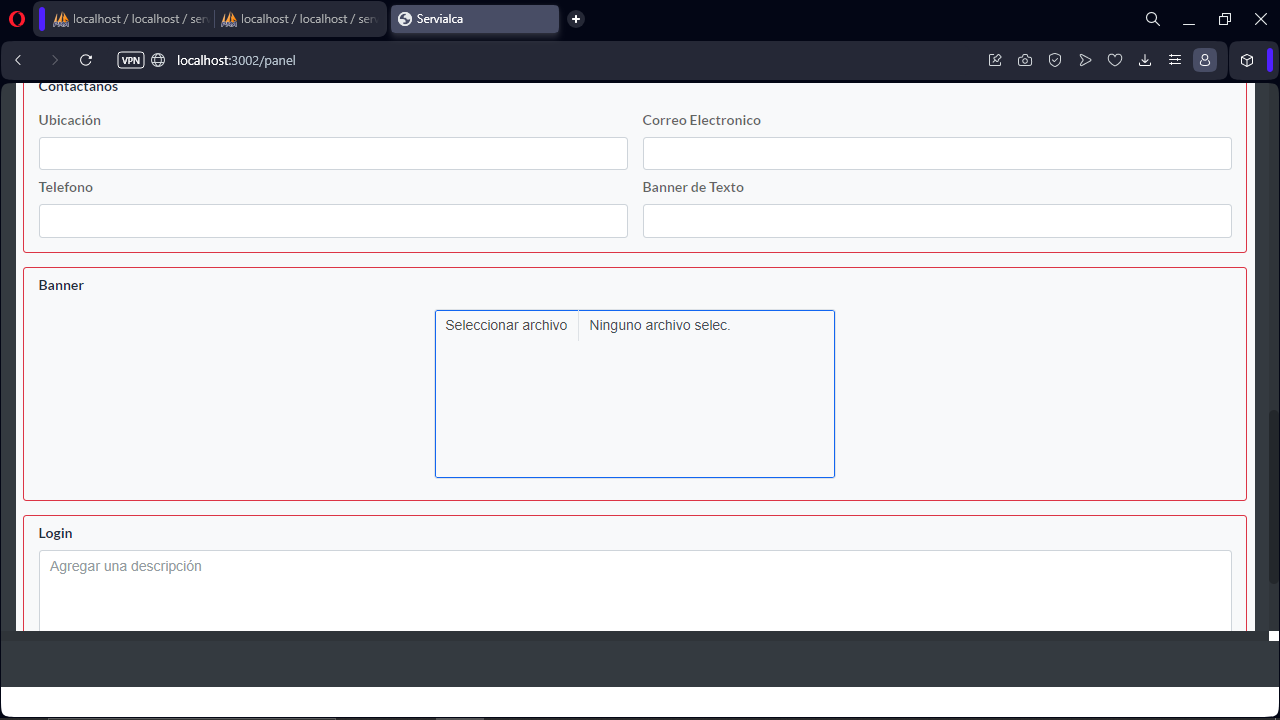 localhost / localhost / ser
localhost / localhost / ser
Servialca
VPN
localhost:3002/panel
Contactanos
Ubicación
Correo Electronico
Telefono
Banner de Texto
Banner
Seleccionar archivo
Ninguno archivo selec.
Login
Agregar una descripción